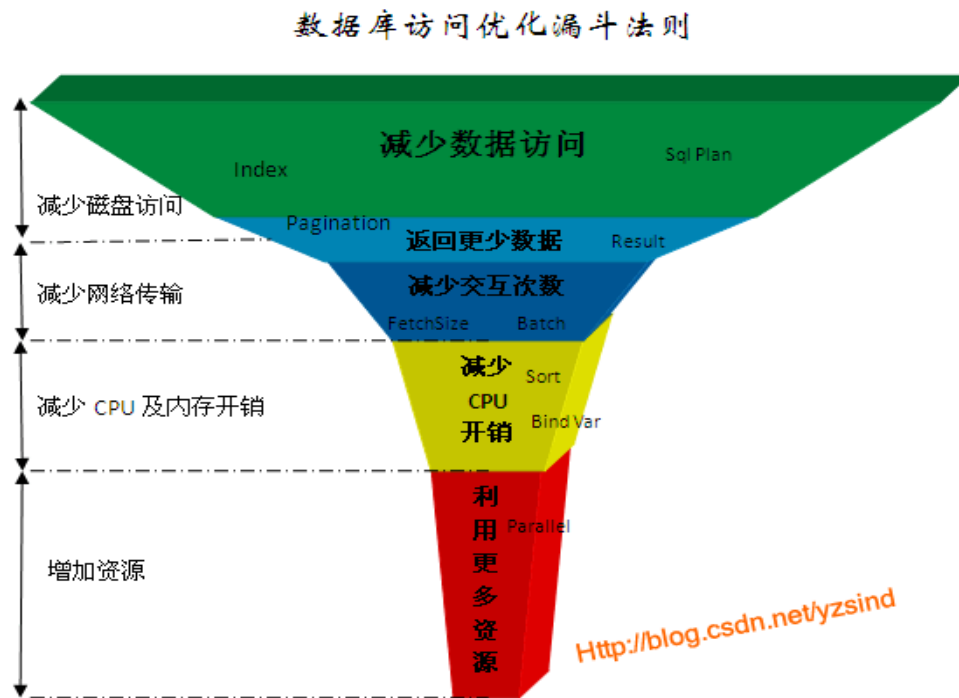 数据库访问优化漏斗法则
减少数据访问
Index
Sql Plan
减少磁盘访问
Pagination
返回更少数据
Result
减少网络传输
减少交互次数
FetchSize
Batch
减少 CPU 及内存开销
减少
CPU
开销
Sort
Bind Var
增加资源
利
用
更
多
资
源
Parallel
Http://blog.csdn.net/yzsind